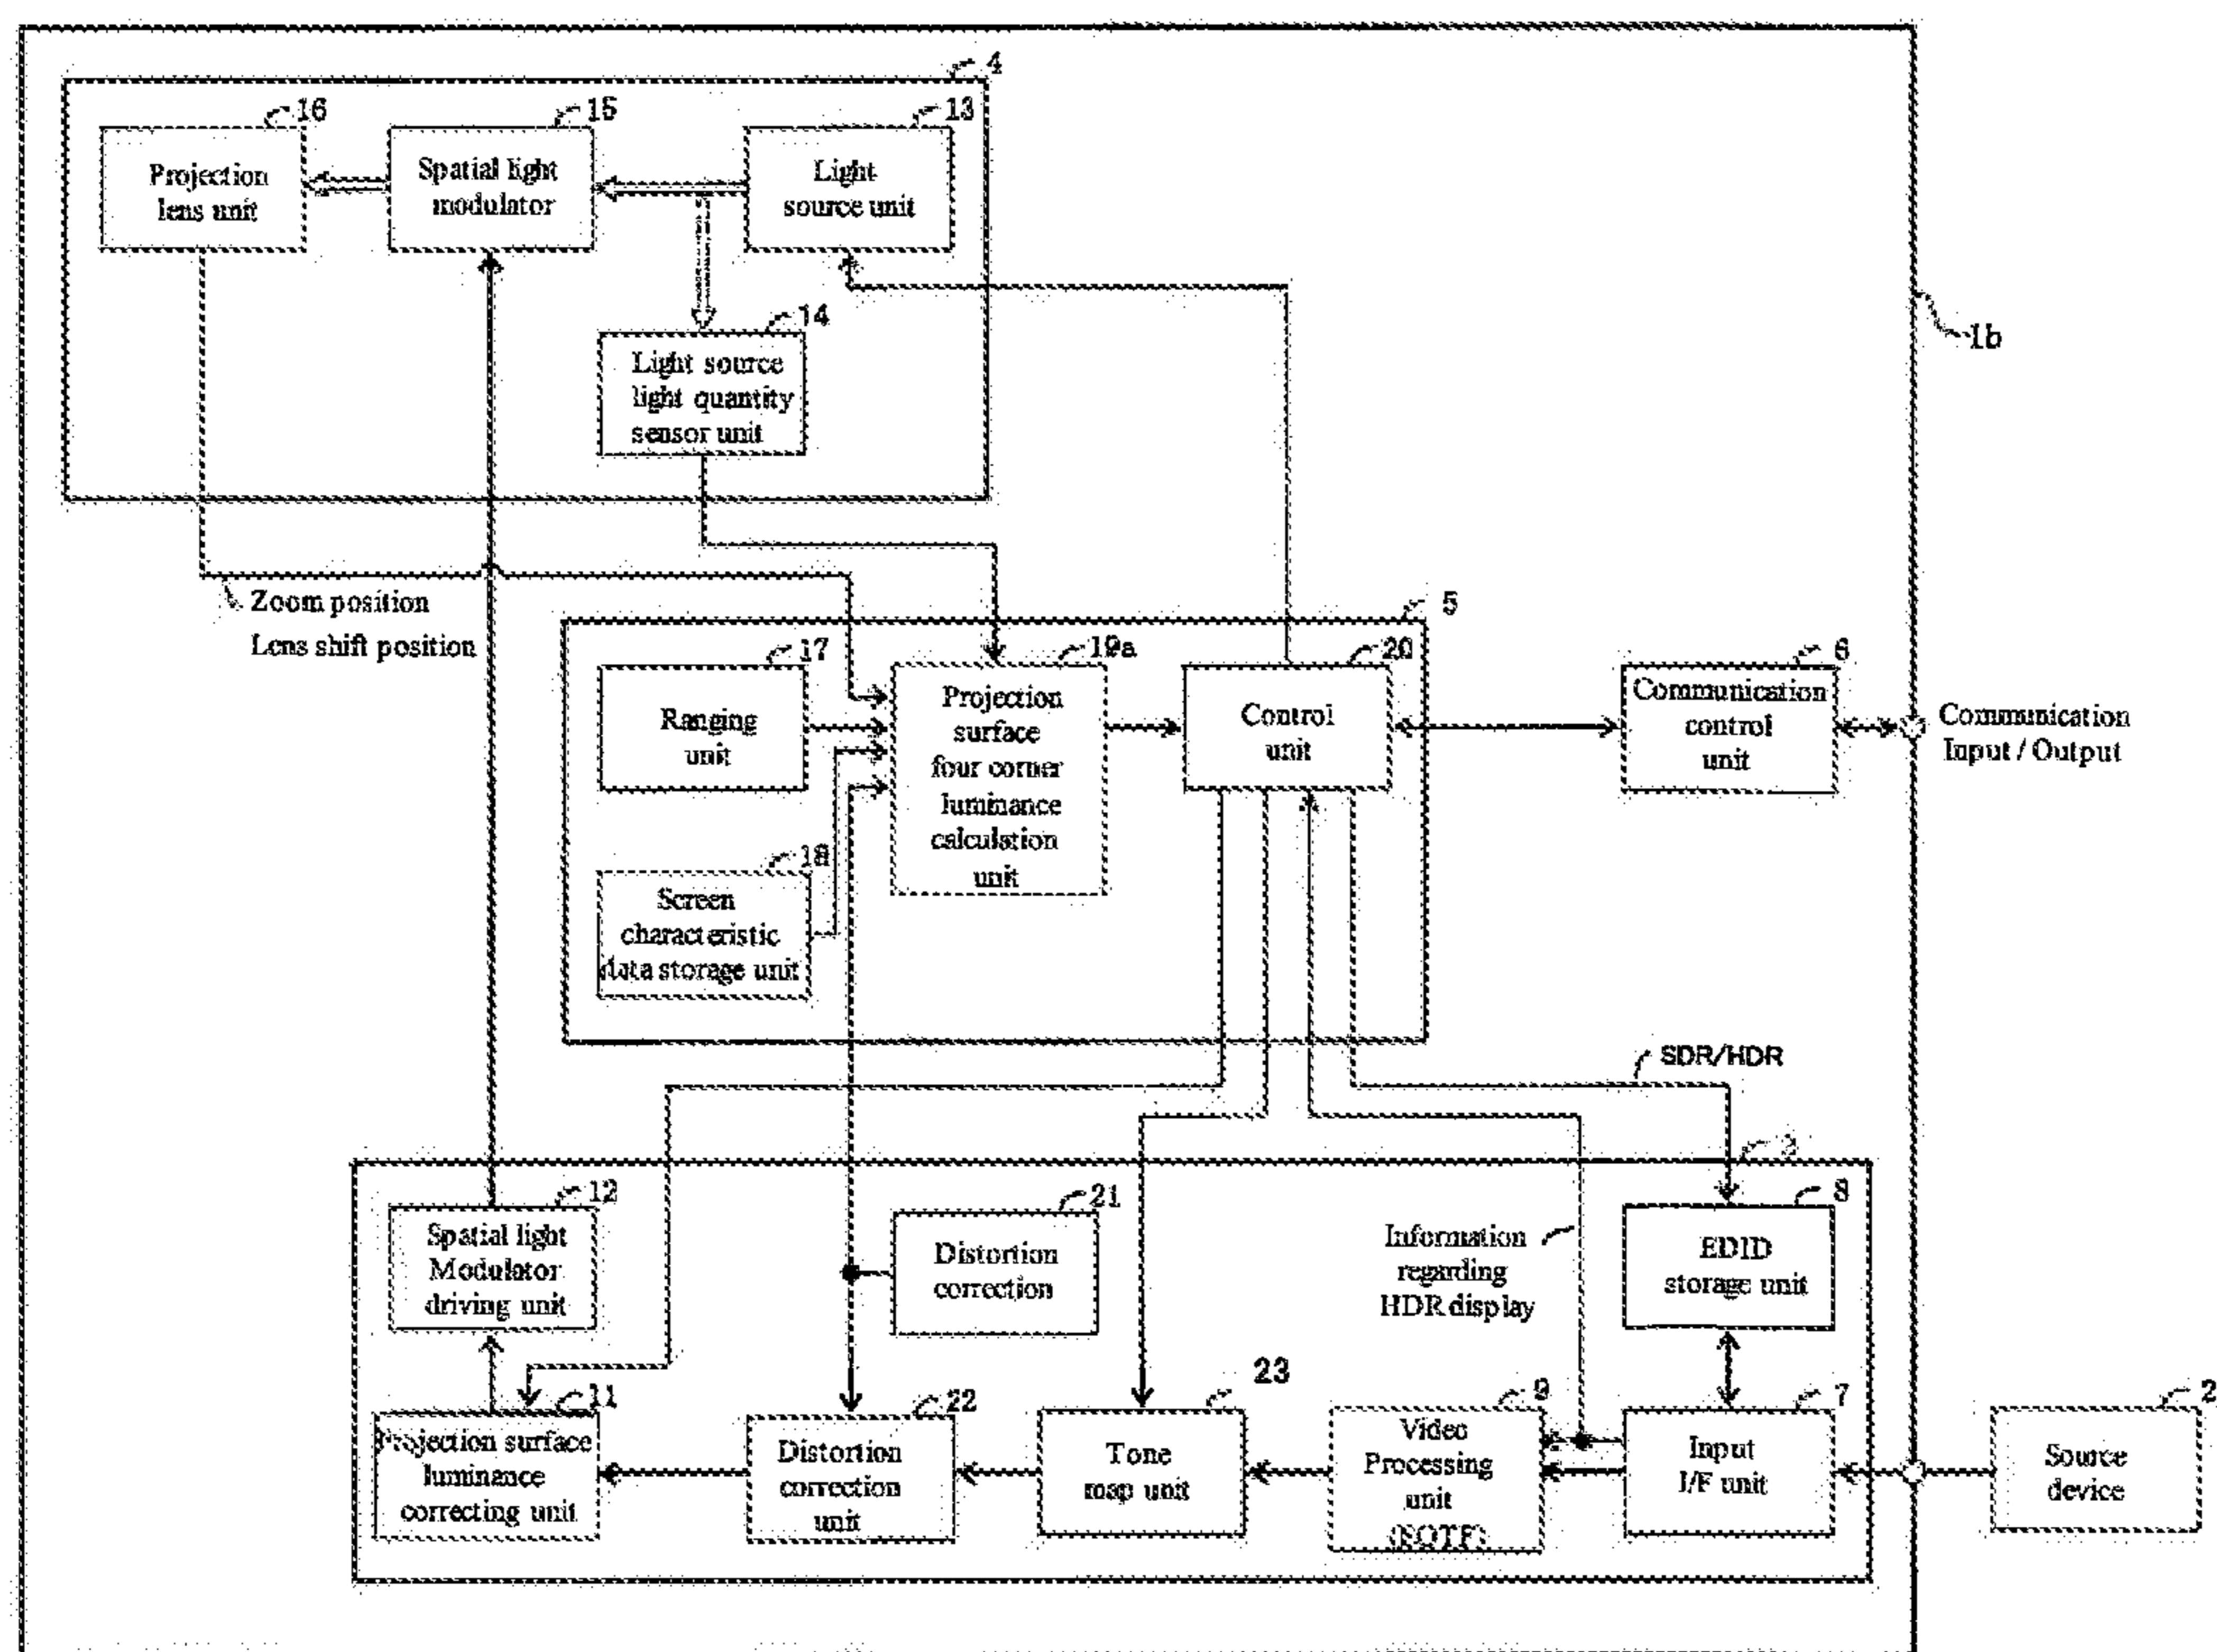 4
16
15
13
Projection
lens unit
Spatial light
modulator
Light
source unit
14
Light source
light quantity
sensor unit
1b
Zoom position
Lens shift position
5
17
19a
20
6
Ranging
unit
Projection
surface
four corner
luminance
calculation
unit
Control
unit
Communication
control
unit
Communication
Input / Output
18
Screen
characteristic
data storage unit
SDR/HDR
3
12
21
8
Spatial light
Modulator
driving unit
Distortion
correction
Information
regarding
HDR display
EDID
storage unit
11
22
23
9
7
2
Projection surface
luminance
correcting unit
Distortion
correction
unit
Tone
map unit
Video
Processing
unit
(EOTF)
Input
I/F unit
Source
device